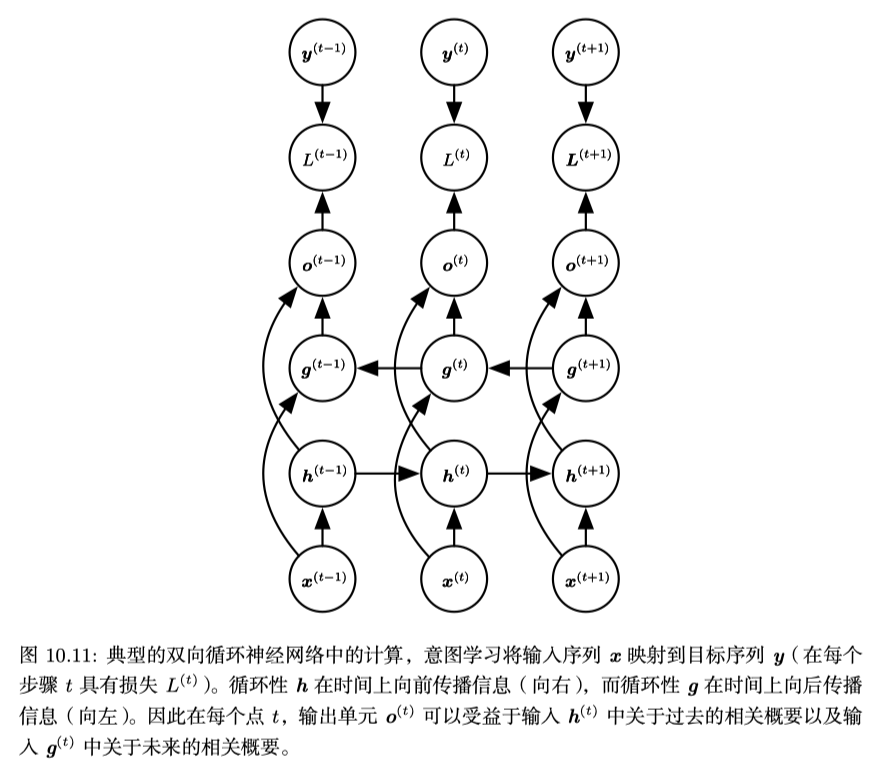 y^(t−1) y^(t) y^(t+1)
L^(t−1) L^(t) L^(t+1)
o^(t−1) o^(t) o^(t+1)
g^(t−1) g^(t) g^(t+1)
h^(t−1) h^(t) h^(t+1)
x^(t−1) x^(t) x^(t+1)
图 10.11: 典型的双向循环神经网络中的计算，意图学习将输入序列 x 映射到目标序列 y（在每个
步骤 t 具有损失 L^(t)）。循环性 h 在时间上向前传播信息（向右），而循环性 g 在时间上向后传播
信息（向左）。因此在每个点 t，输出单元 o^(t) 可以受益于输入 h^(t) 中关于过去的相关概要以及输
入 g^(t) 中关于未来的相关概要。